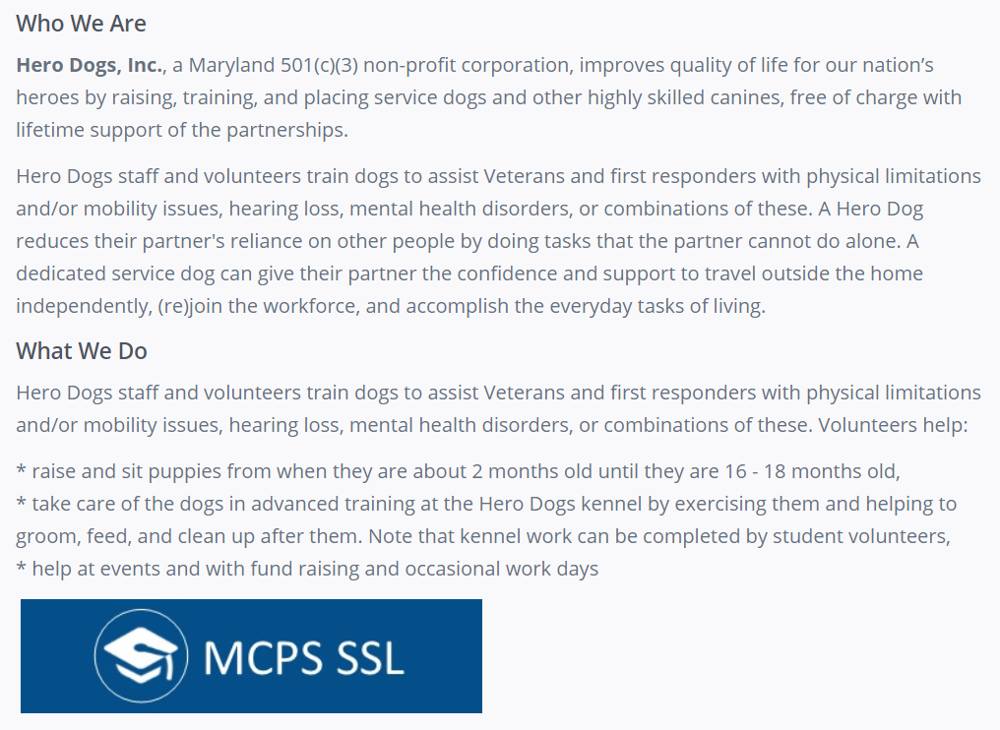 Who We Are
Hero Dogs, Inc., a Maryland 501(c)(3) non-profit corporation, improves quality of life for our nation’s
heroes by raising, training, and placing service dogs and other highly skilled canines, free of charge with
lifetime support of the partnerships.
Hero Dogs staff and volunteers train dogs to assist Veterans and first responders with physical limitations
and/or mobility issues, hearing loss, mental health disorders, or combinations of these. A Hero Dog
reduces their partner's reliance on other people by doing tasks that the partner cannot do alone. A
dedicated service dog can give their partner the confidence and support to travel outside the home
independently, (re)join the workforce, and accomplish the everyday tasks of living.
What We Do
Hero Dogs staff and volunteers train dogs to assist Veterans and first responders with physical limitations
and/or mobility issues, hearing loss, mental health disorders, or combinations of these. Volunteers help:
* raise and sit puppies from when they are about 2 months old until they are 16 - 18 months old,
* take care of the dogs in advanced training at the Hero Dogs kennel by exercising them and helping to
groom, feed, and clean up after them. Note that kennel work can be completed by student volunteers,
* help at events and with fund raising and occasional work days
MCPS SSL